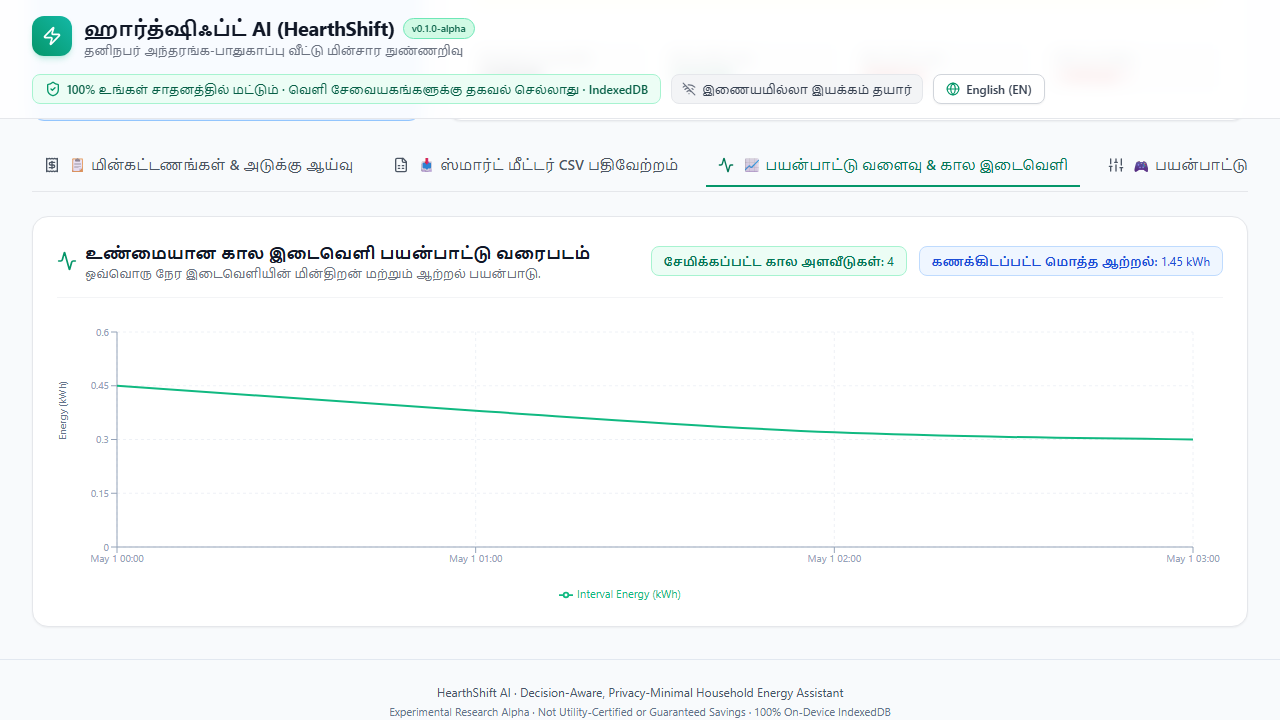 ஹார்த்ஷிஃப்ட் AI (HearthShift) v0.1.0-alpha
தனிநபர் அந்தரங்க-பாதுகாப்பு வீட்டு மின்சார நுண்ணறிவு
100% உங்கள் சாதனத்தில் மட்டும் · வெளி சேவையகங்களுக்கு தகவல் செல்லாது · IndexedDB
இணையமில்லா இயக்கம் தயார்
English (EN)
மின்கட்டணங்கள் & அடுக்கு ஆய்வு
ஸ்மார்ட் மீட்டர் CSV பதிவேற்றம்
பயன்பாட்டு வளைவு & கால இடைவெளி
பயன்பாட்டு
உண்மையான கால இடைவெளி பயன்பாட்டு வரைபடம்
ஒவ்வொரு நேர இடைவெளியின் மின்திறன் மற்றும் ஆற்றல் பயன்பாடு.
சேமிக்கப்பட்ட கால அளவீடுகள்: 4
கணக்கிடப்பட்ட மொத்த ஆற்றல்: 1.45 kWh
Energy (kWh)
0.6
0.45
0.3
0.15
0
May 1 00:00
May 1 01:00
May 1 02:00
May 1 03:00
Interval Energy (kWh)
HearthShift AI · Decision-Aware, Privacy-Minimal Household Energy Assistant
Experimental Research Alpha · Not Utility-Certified or Guaranteed Savings · 100% On-Device IndexedDB